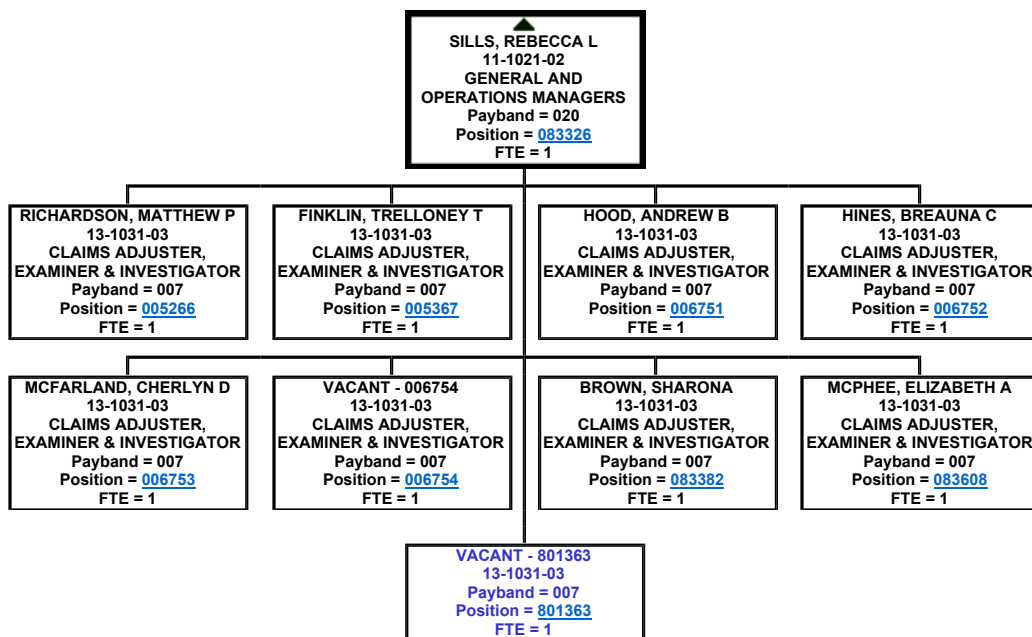 SILLS, REBECCA L
11-1021-02
GENERAL AND
OPERATIONS MANAGERS
Payband = 020
Position = 083326
FTE = 1
RICHARDSON, MATTHEW P
13-1031-03
CLAIMS ADJUSTER,
EXAMINER & INVESTIGATOR
Payband = 007
Position = 005266
FTE = 1
FINKLIN, TRELLONEY T
13-1031-03
CLAIMS ADJUSTER,
EXAMINER & INVESTIGATOR
Payband = 007
Position = 005367
FTE = 1
HOOD, ANDREW B
13-1031-03
CLAIMS ADJUSTER,
EXAMINER & INVESTIGATOR
Payband = 007
Position = 006751
FTE = 1
HINES, BREAUNA C
13-1031-03
CLAIMS ADJUSTER,
EXAMINER & INVESTIGATOR
Payband = 007
Position = 006752
FTE = 1
MCFARLAND, CHERLYN D
13-1031-03
CLAIMS ADJUSTER,
EXAMINER & INVESTIGATOR
Payband = 007
Position = 006753
FTE = 1
VACANT - 006754
13-1031-03
CLAIMS ADJUSTER,
EXAMINER & INVESTIGATOR
Payband = 007
Position = 006754
FTE = 1
BROWN, SHARONA
13-1031-03
CLAIMS ADJUSTER,
EXAMINER & INVESTIGATOR
Payband = 007
Position = 083382
FTE = 1
MCPHEE, ELIZABETH A
13-1031-03
CLAIMS ADJUSTER,
EXAMINER & INVESTIGATOR
Payband = 007
Position = 083608
FTE = 1
VACANT - 801363
13-1031-03
Payband = 007
Position = 801363
FTE = 1